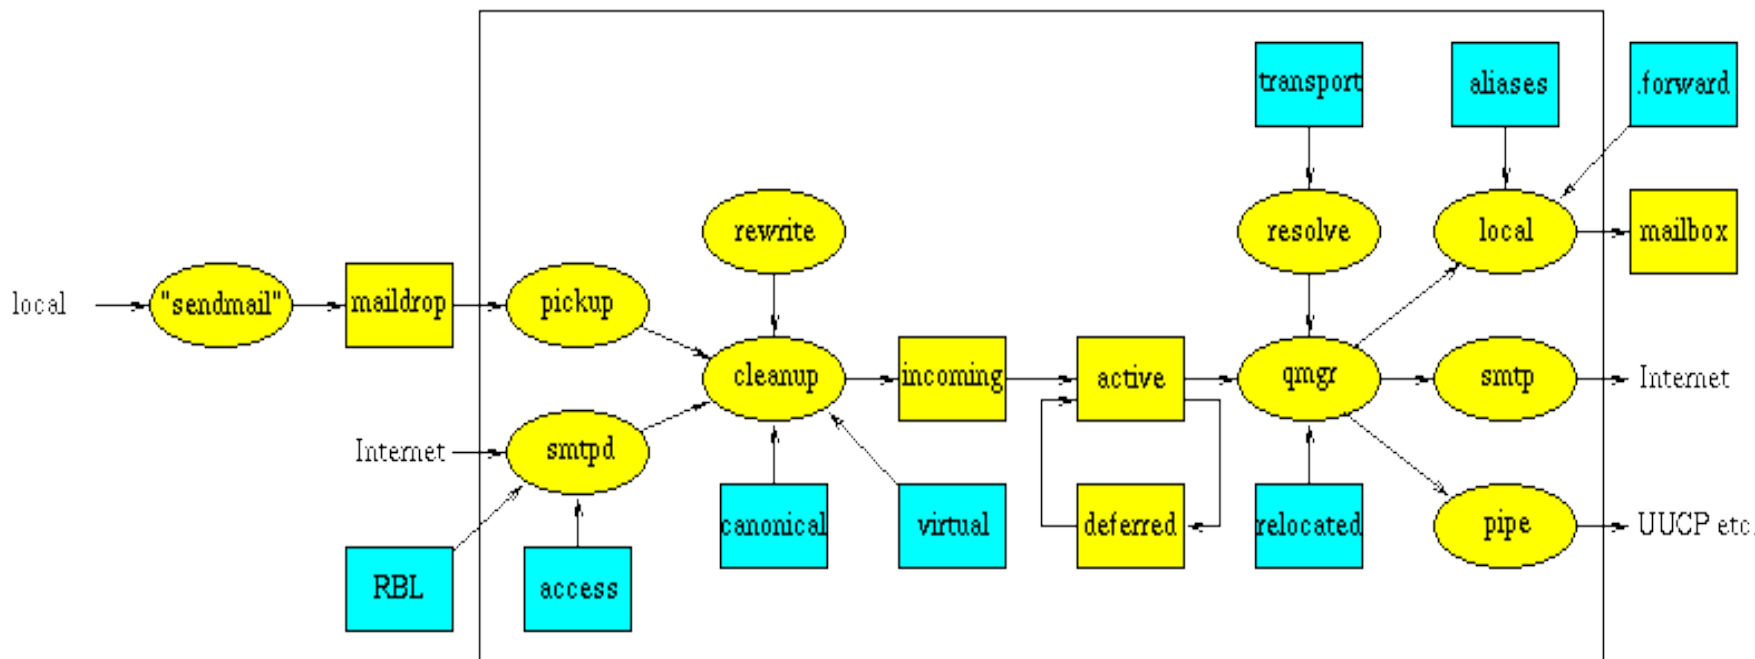 transport
aliases
.forward
rewrite
resolve
local
mailbox
local
"sendmail"
maildrop
pickup
cleanup
incoming
active
qmgr
smtp
Internet
Internet
smtpd
canonical
virtual
deferred
relocated
pipe
UUCP etc.
RBL
access